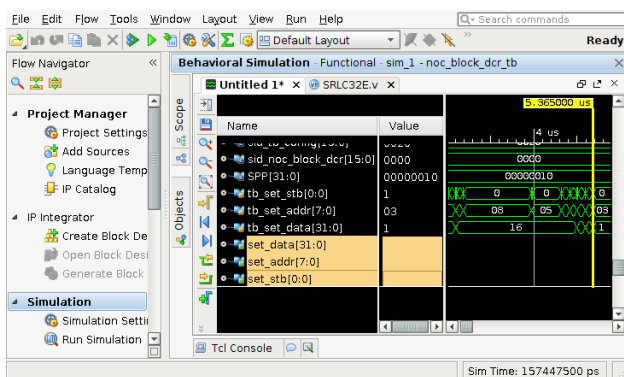 File Edit Flow Tools Window Layout View Run Help
Search commands
Default Layout
»
Ready
Flow Navigator «
Behavioral Simulation - Functional - sim_1 - noc_block_dcr_tb
Untitled 1* SRLC32E.v
Project Manager
Project Settings
Add Sources
Language Temp
IP Catalog
IP Integrator
Create Block De
Open Block Desi
Generate Block
Simulation
Simulation Settin
Run Simulation
Scope
Objects
Name Value
sid_noc_block_dcr[15:0] 0000
SPP[31:0] 00000010
tb_set_stb[0:0] 1
tb_set_addr[7:0] 03
tb_set_data[31:0] 1
set_data[31:0]
set_addr[7:0]
set_stb[0:0]
5.365000 us
4 us
0000
00000010
0 0 0
08 05 03
16 1
Tcl Console
Sim Time: 157447500 ps